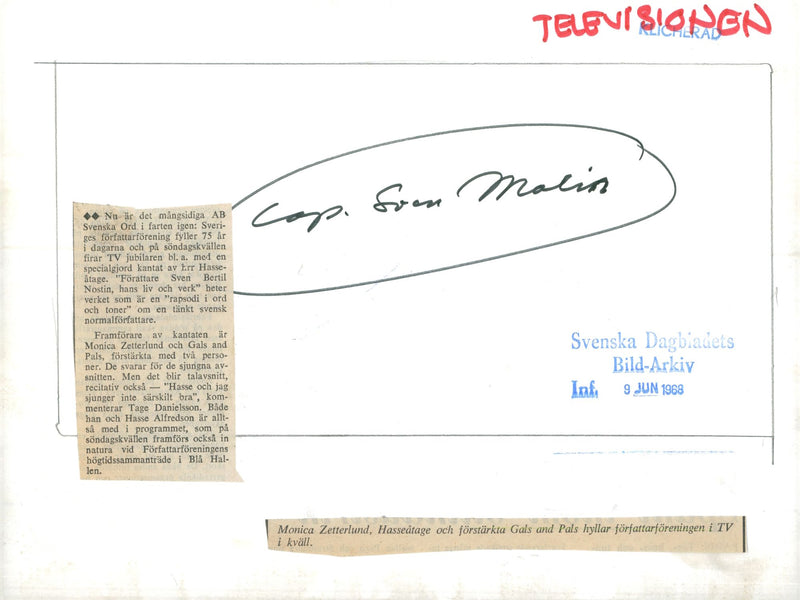 TELEVISIONEN
KLICHERAD
Cap. Sven Malin
◆◆ Nu är det mångsidiga AB
Svenska Ord i farten igen: Sveri-
ges författarförening fyller 75 år
i dagarna och på söndagskvällen
firar TV jubilaren bl. a. med en
specialgjord kantat av hrr Hasse-
åtage. "Förattare Sven Bertil
Nostin, hans liv och verk" heter
verket som är en "rapsodi i ord
och toner" om en tänkt svensk
normalförfattare.
Framförare av kantaten är
Monica Zetterlund och Gals and
Pals, förstärkta med två perso-
ner. De svarar för de sjungna av-
snitten. Men det blir talavsnitt,
recitativ också — "Hasse och jag
sjunger inte särskilt bra", kom-
menterar Tage Danielsson. Både
han och Hasse Alfredson är allt-
så med i programmet, som på
söndagskvällen framförs också in
natura vid Författarföreningens
högtidssammanträde i Blå Hal-
len.
Svenska Dagbladets
Bild-Arkiv
Inf. 9 JUN 1968
Monica Zetterlund, Hasseåtage och förstärkta Gals and Pals hyllar författarföreningen i TV
i kväll.